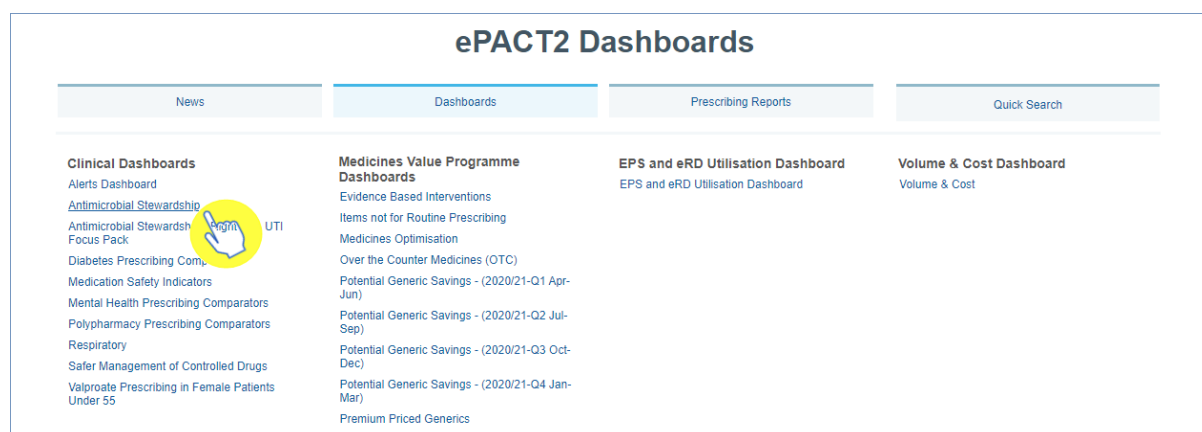 ePACT2 Dashboards
News
Dashboards
Prescribing Reports
Quick Search
Clinical Dashboards
Alerts Dashboard
Antimicrobial Stewardship
Antimicrobial Stewardsh Right UTI
Focus Pack
Diabetes Prescribing Comp
Medication Safety Indicators
Mental Health Prescribing Comparators
Polypharmacy Prescribing Comparators
Respiratory
Safer Management of Controlled Drugs
Valproate Prescribing in Female Patients
Under 55
Medicines Value Programme
Dashboards
Evidence Based Interventions
Items not for Routine Prescribing
Medicines Optimisation
Over the Counter Medicines (OTC)
Potential Generic Savings - (2020/21-Q1 Apr-
Jun)
Potential Generic Savings - (2020/21-Q2 Jul-
Sep)
Potential Generic Savings - (2020/21-Q3 Oct-
Dec)
Potential Generic Savings - (2020/21-Q4 Jan-
Mar)
Premium Priced Generics
EPS and eRD Utilisation Dashboard
EPS and eRD Utilisation Dashboard
Volume & Cost Dashboard
Volume & Cost